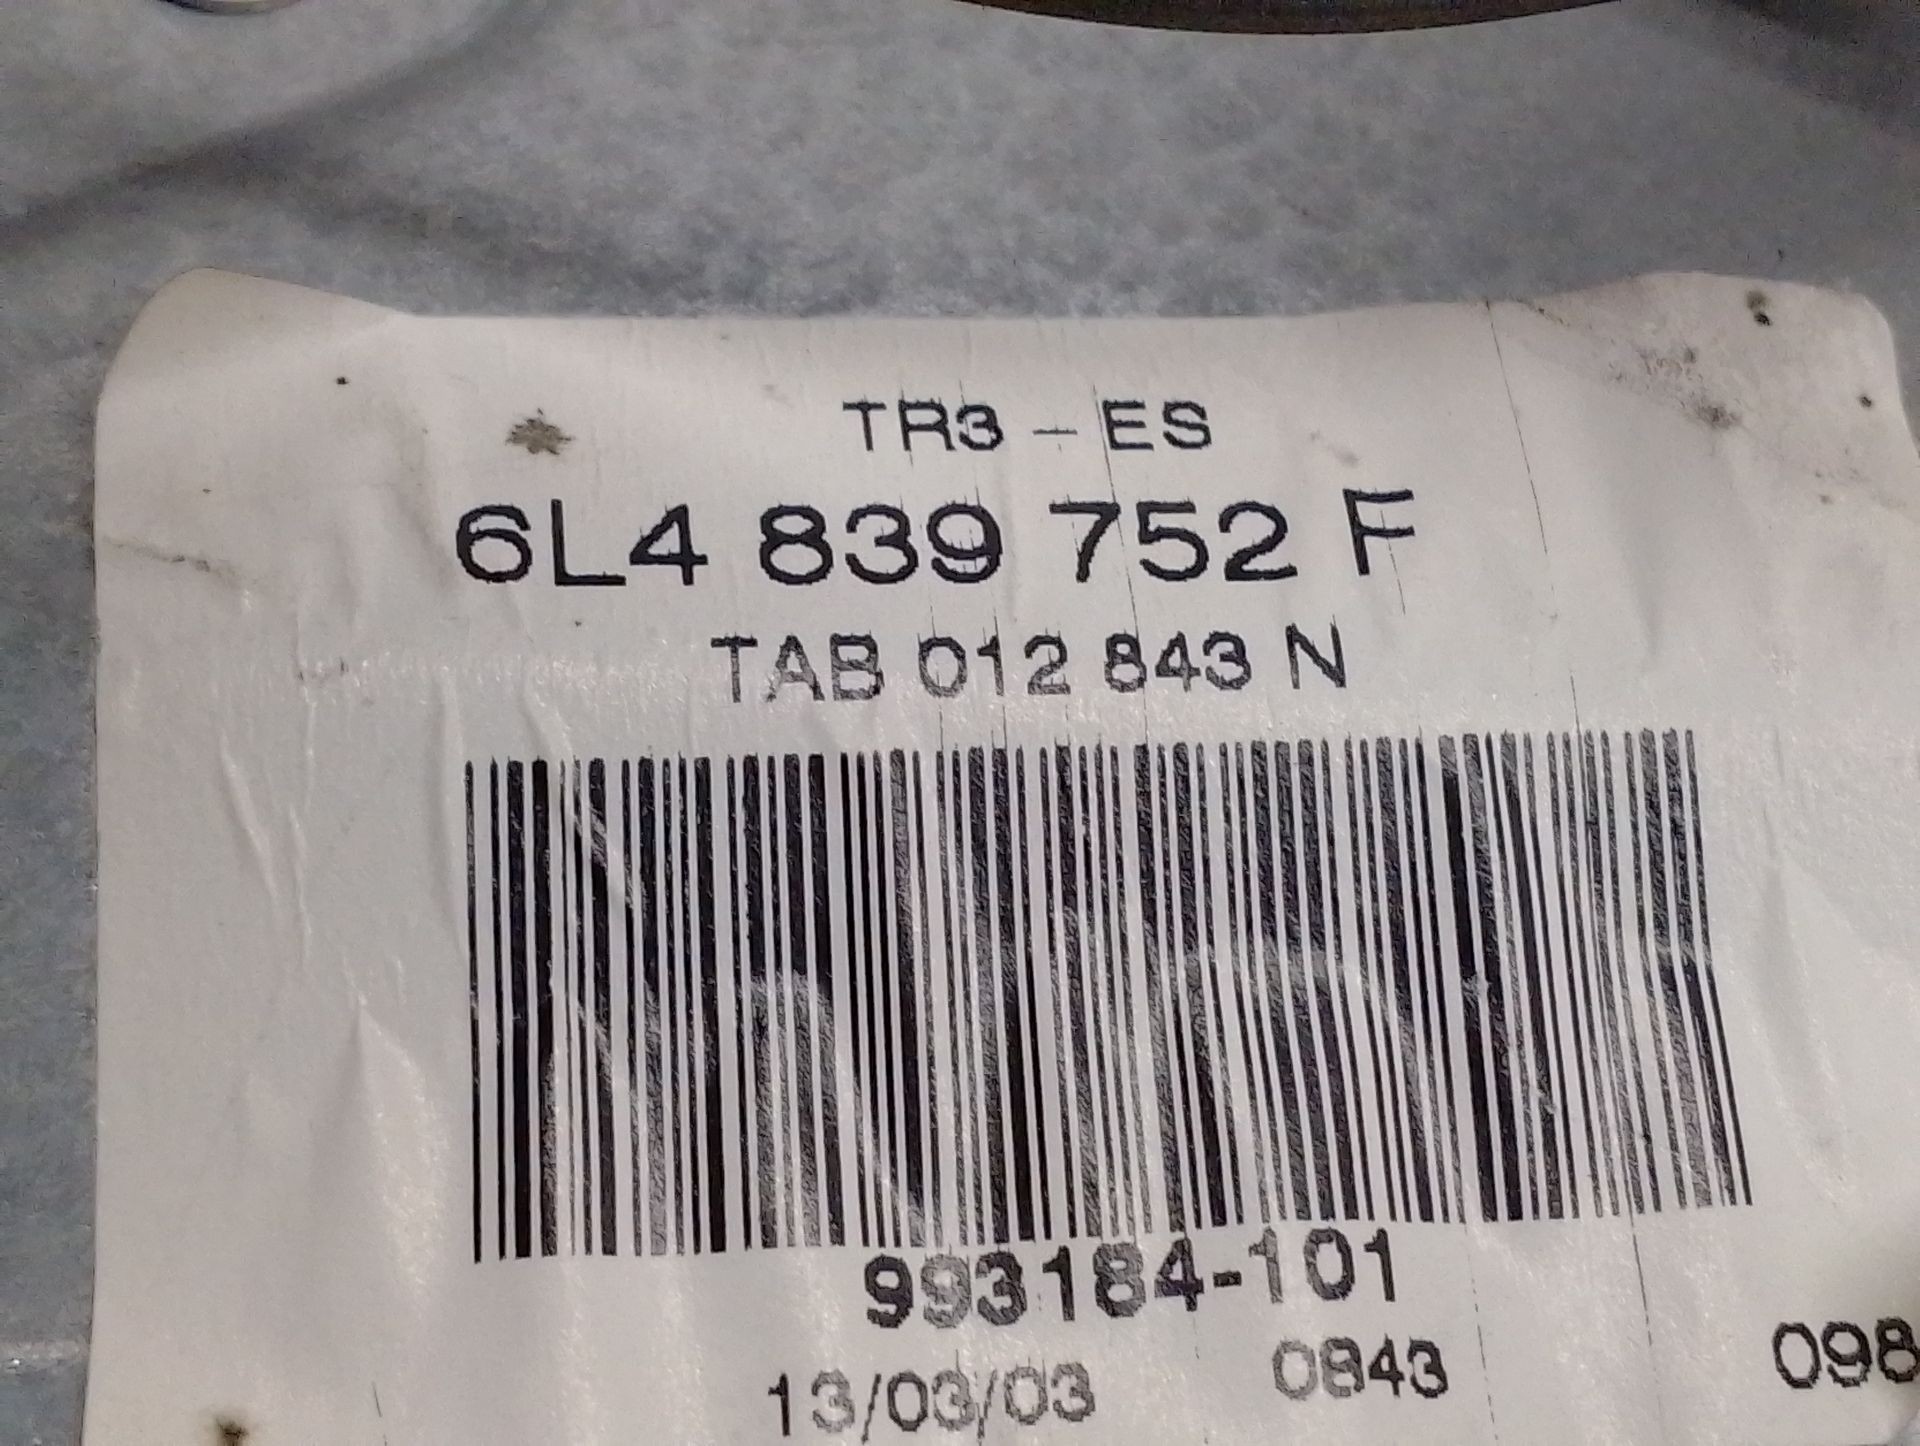 TR3 - ES
6L4 839 752 F
TAB 012 843 N
993184-101
13/03/03 0843 098